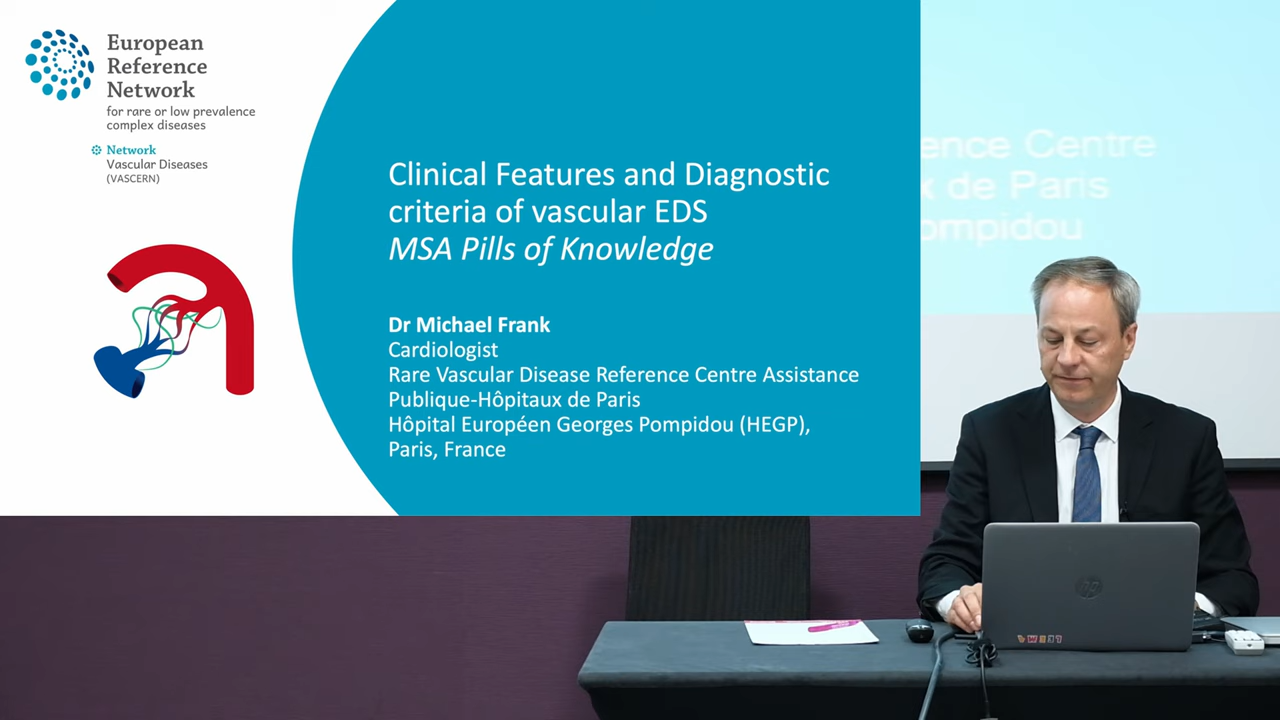 European
Reference
Network
for rare or low prevalence
complex diseases
Network
Vascular Diseases
(VASCERN)
Clinical Features and Diagnostic
criteria of vascular EDS
MSA Pills of Knowledge
Dr Michael Frank
Cardiologist
Rare Vascular Disease Reference Centre Assistance
Publique-Hôpitaux de Paris
Hôpital Européen Georges Pompidou (HEGP),
Paris, France
ence Centre
x de Paris
ompidou
hp